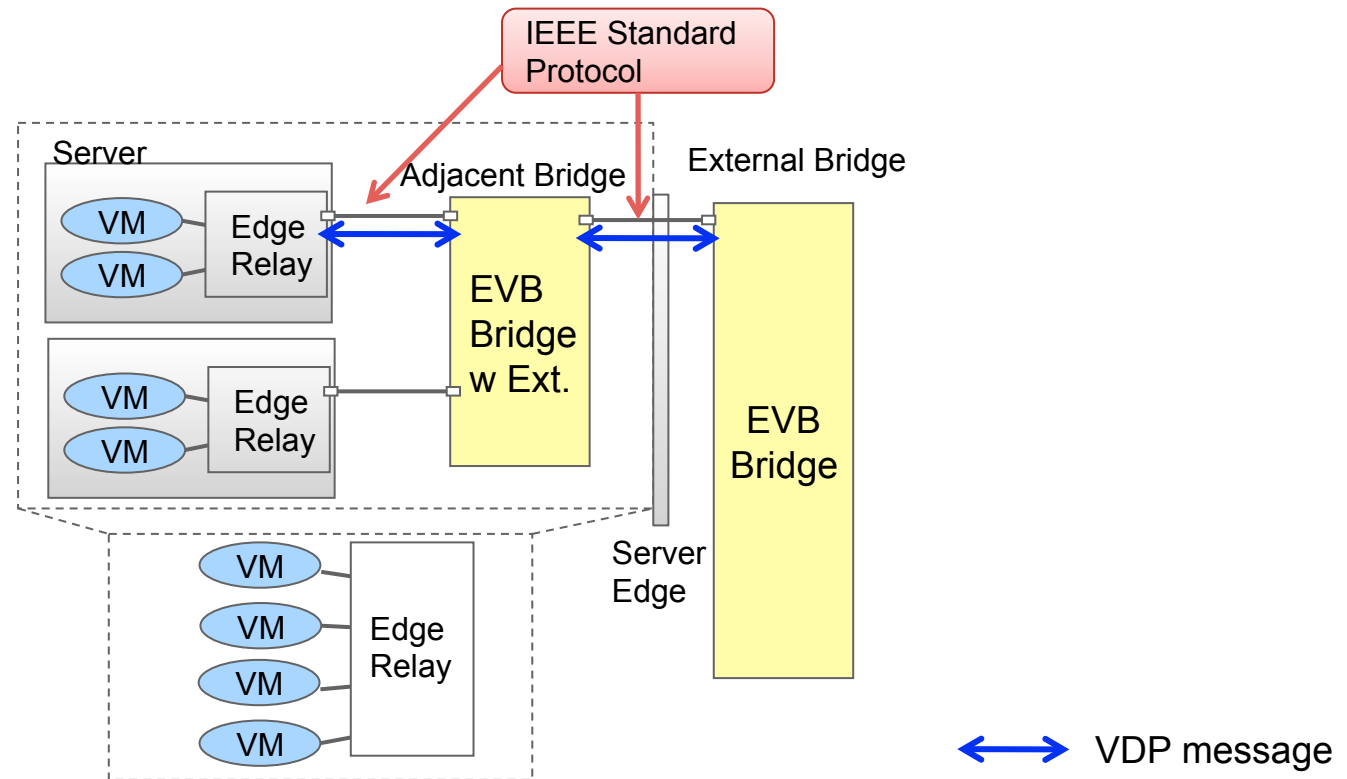 IEEE Standard
Protocol
Server
Adjacent Bridge
External Bridge
VM
VM
Edge
Relay
EVB
Bridge
w Ext.
VM
VM
Edge
Relay
EVB
Bridge
Server
Edge
VM
VM
VM
VM
Edge
Relay
VDP message